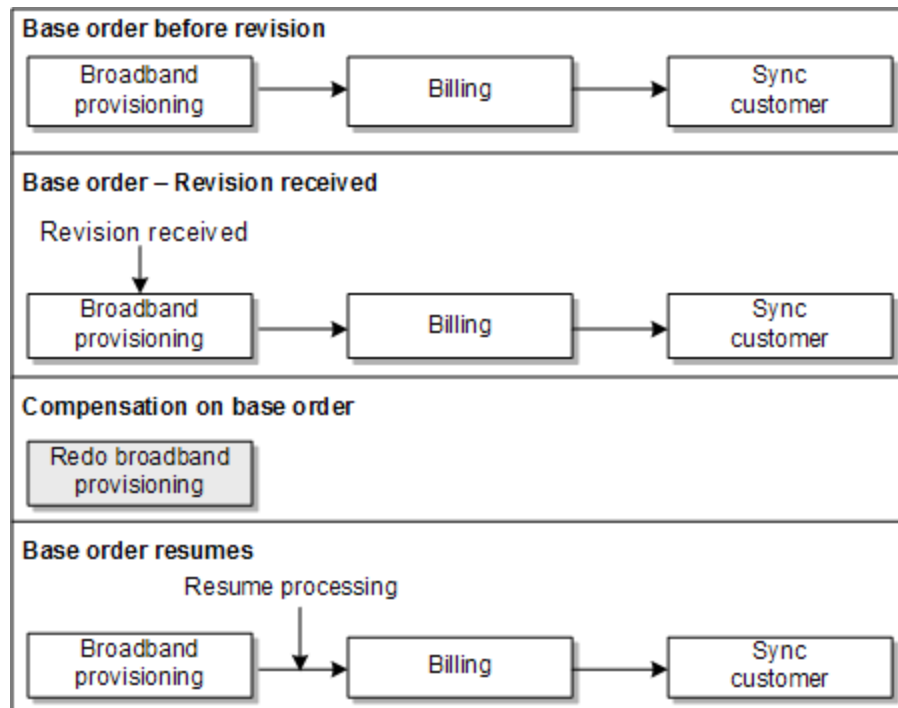 Base order before revision
Broadband
provisioning
Billing
Sync
customer
Base order – Revision received
Revision received
Broadband
provisioning
Billing
Sync
customer
Compensation on base order
Redo broadband
provisioning
Base order resumes
Resume processing
Broadband
provisioning
Billing
Sync
customer